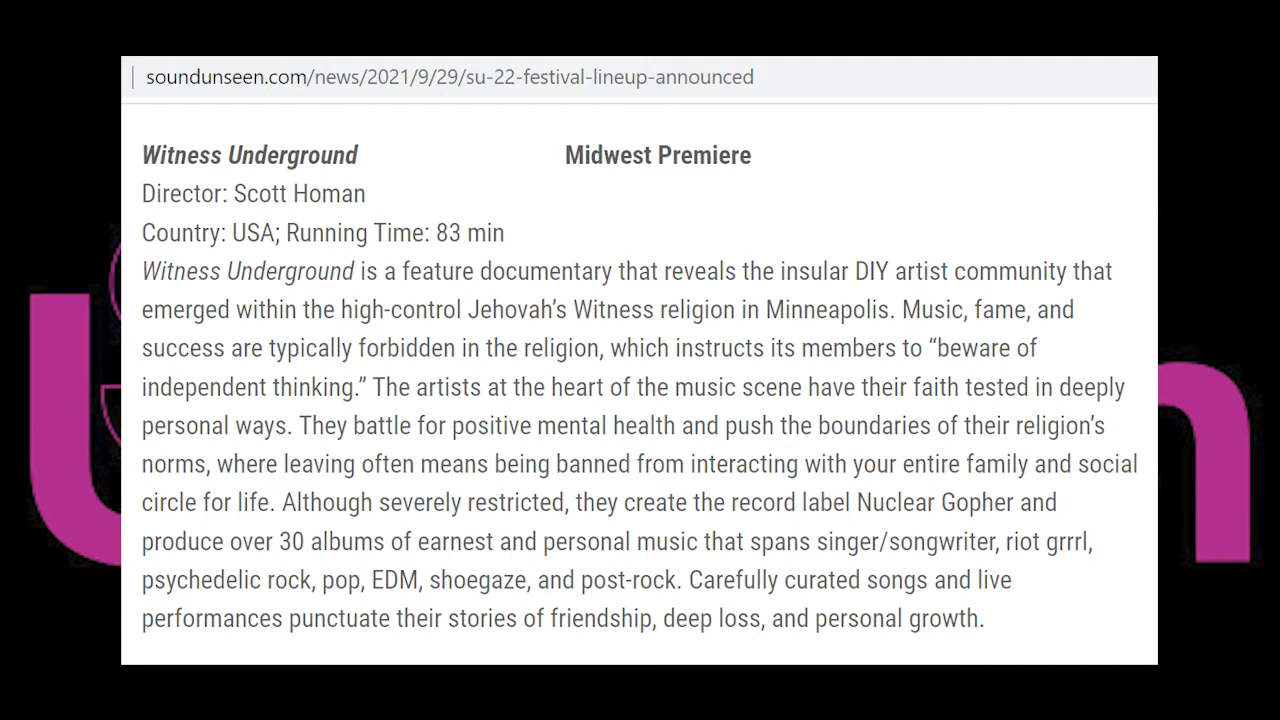 soundunseen.com/news/2021/9/29/su-22-festival-lineup-announced
Witness Underground Midwest Premiere
Director: Scott Homan
Country: USA; Running Time: 83 min
Witness Underground is a feature documentary that reveals the insular DIY artist community that
emerged within the high-control Jehovah’s Witness religion in Minneapolis. Music, fame, and
success are typically forbidden in the religion, which instructs its members to “beware of
independent thinking.” The artists at the heart of the music scene have their faith tested in deeply
personal ways. They battle for positive mental health and push the boundaries of their religion’s
norms, where leaving often means being banned from interacting with your entire family and social
circle for life. Although severely restricted, they create the record label Nuclear Gopher and
produce over 30 albums of earnest and personal music that spans singer/songwriter, riot grrrl,
psychedelic rock, pop, EDM, shoegaze, and post-rock. Carefully curated songs and live
performances punctuate their stories of friendship, deep loss, and personal growth.